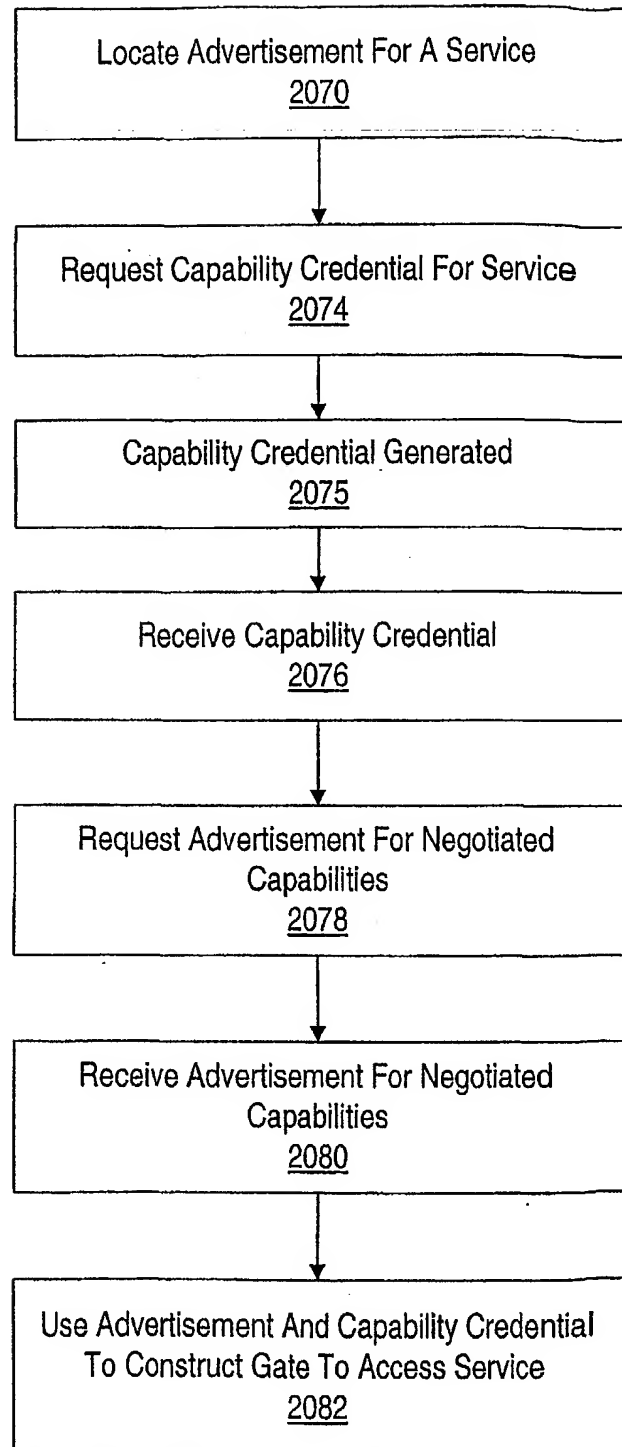 Locate Advertisement For A Service
2070
Request Capability Credential For Service
2074
Capability Credential Generated
2075
Receive Capability Credential
2076
Request Advertisement For Negotiated
Capabilities
2078
Receive Advertisement For Negotiated
Capabilities
2080
Use Advertisement And Capability Credential
To Construct Gate To Access Service
2082